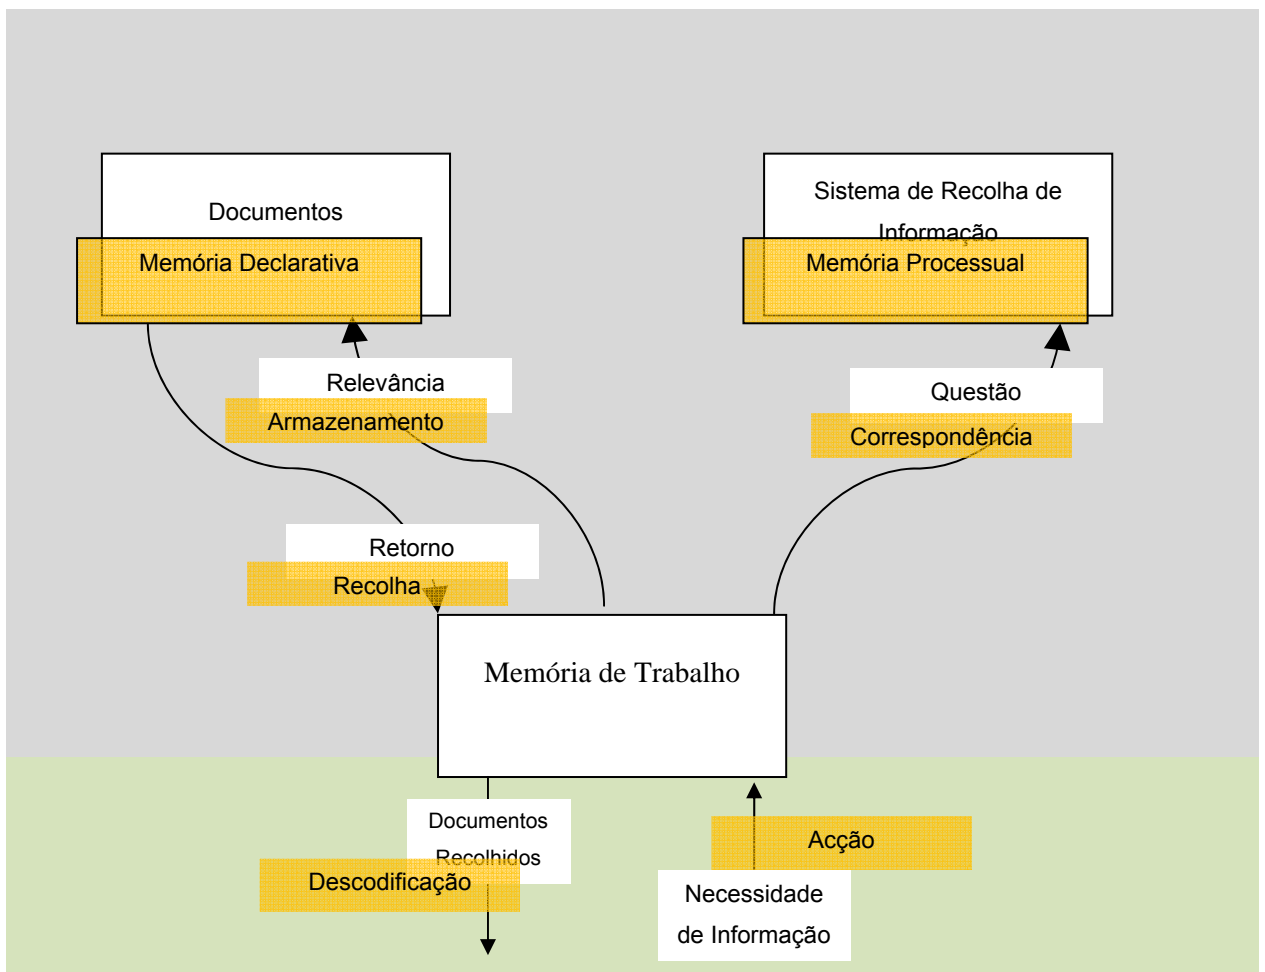 Documentos
Memória Declarativa
Sistema de Recolha de
Informação
Memória Processual
Relevância
Armazenamento
Questão
Correspondência
Retorno
Recolha
Memória de Trabalho
Documentos
Recolhidos
Descodificação
Acção
Necessidade
de Informação